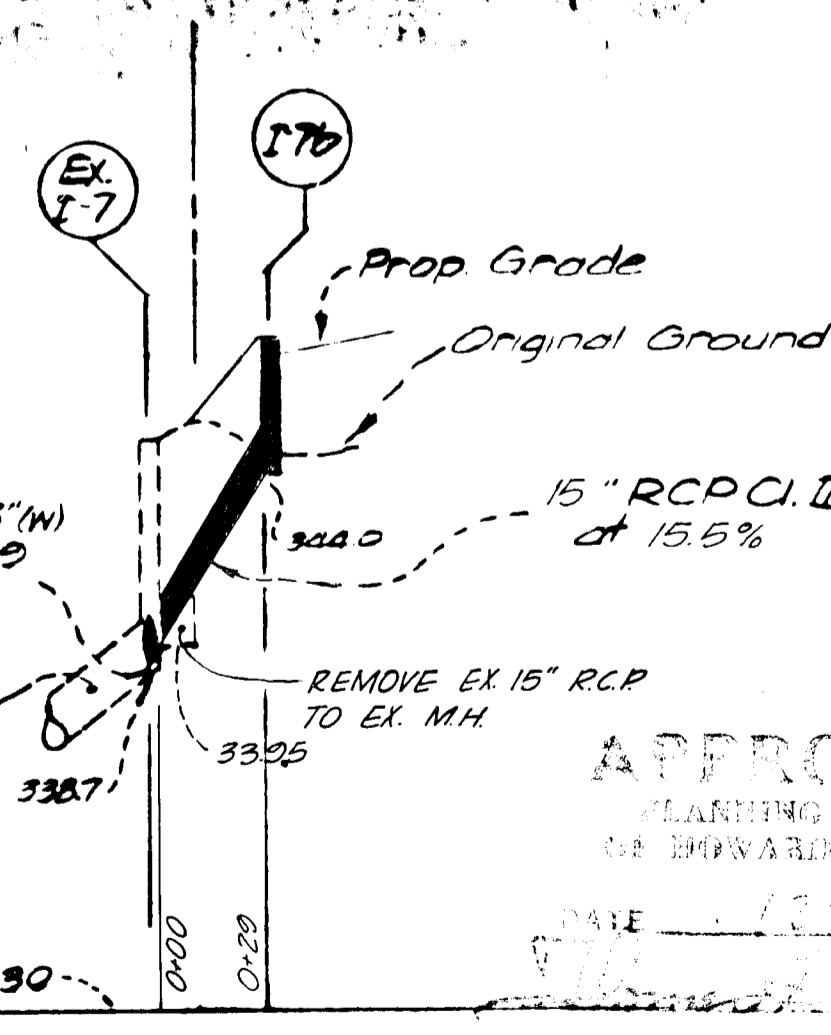 EX.
I-7
I7b
Prop. Grade
Original Ground
"(W)
9
15" RCP Cl. I
at 15.5%
344.0
REMOVE EX. 15" R.C.P.
TO EX. M.H.
339.5
338.7
0+00
0+29
30
APPRO
PLANNING
OF HOWARD
DATE